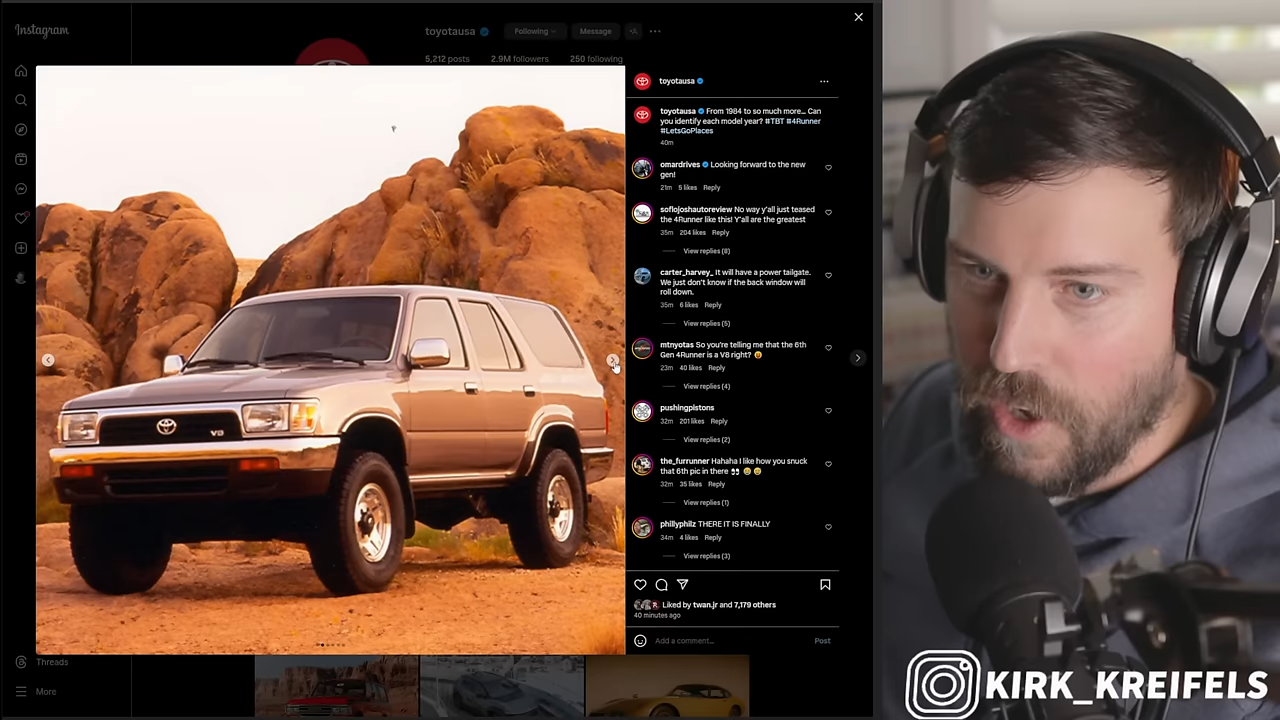 Instagram
toyotausa
Following
Message
5,212 posts
2.9M followers
250 following
toyotausa
toyotausa From 1984 to so much more... Can
you identify each model year? #TBT #4Runner
#LetsGoPlaces
40m
omardrives Looking forward to the new
gen!
21m 5 likes Reply
soflojoshautoreview No way y'all just teased
the 4Runner like this! Y'all are the greatest
35m 204 likes Reply
View replies (8)
carter_harvey_ It will have a power tailgate.
We just don't know if the back window will
roll down.
35m 6 likes Reply
View replies (5)
mtnyotas So you're telling me that the 6th
Gen 4Runner is a V8 right? 😩
23m 40 likes Reply
View replies (4)
pushingpistons
32m 201 likes Reply
View replies (2)
the_furrunner Hahaha I like how you snuck
that 6th pic in there
32m 35 likes Reply
View replies (1)
phillyphilz THERE IT IS FINALLY
34m 4 likes Reply
View replies (3)
Liked by twan.jr and 7,179 others
40 minutes ago
Add a comment...
Post
V6
Threads
More
KIRK_KREIFELS